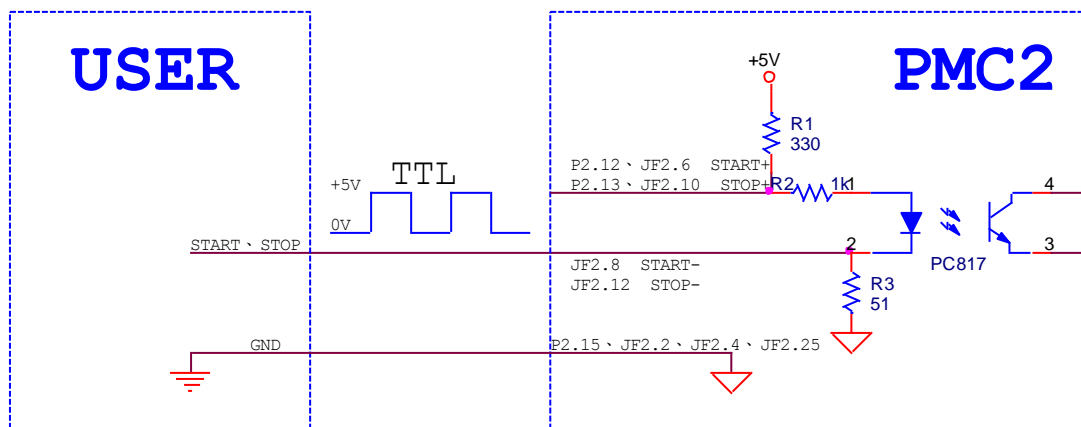 USER
PMC2
+5V
R1
330
P2.12、JF2.6 START+
P2.13、JF2.10 STOP+
R2
1k
1
4
TTL
+5V
0V
START、STOP
2
3
JF2.8 START-
JF2.12 STOP-
PC817
R3
51
GND
P2.15、JF2.2、JF2.4、JF2.25